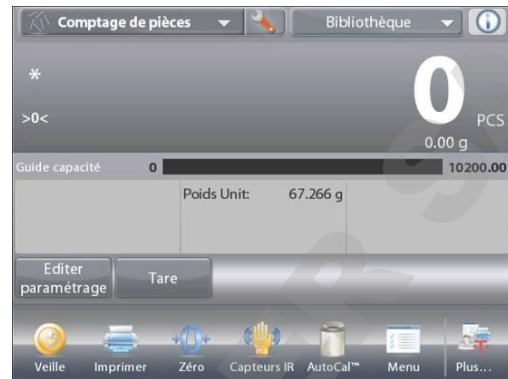 Comptage de pièces Bibliothèque
*
0
>0< PCS
0.00 g
Guide capacité 0 10200.00
Poids Unit: 67.266 g
Editer
paramétrage
Tare
Veille Imprimer Zéro Capteurs IR AutoCal™ Menu Plus...